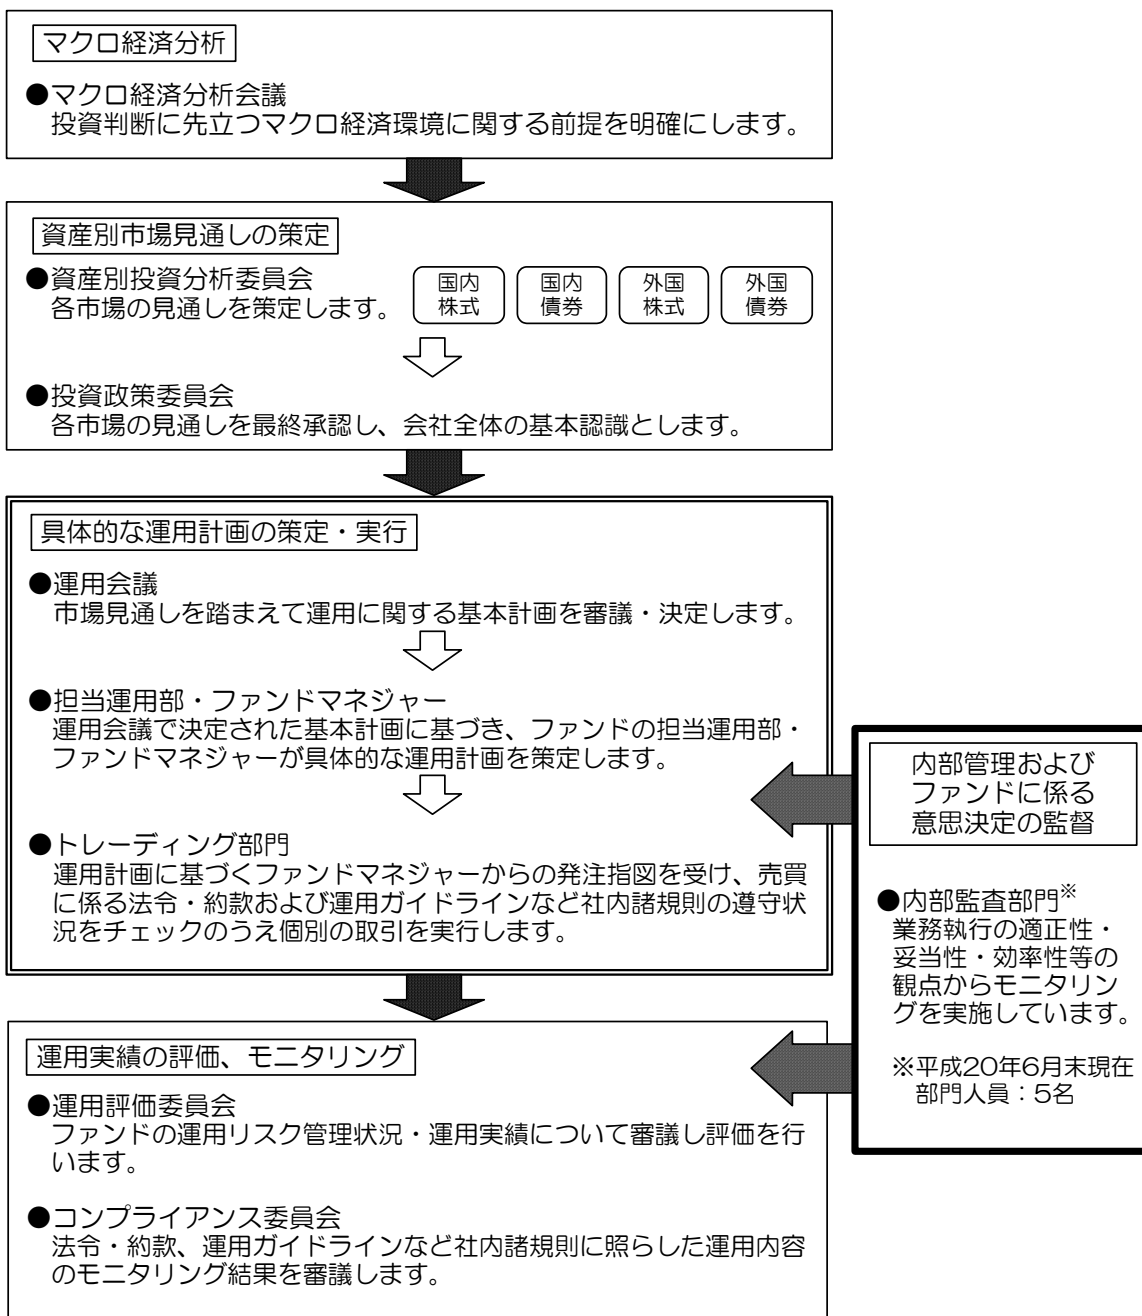 マクロ経済分析
●マクロ経済分析会議
投資判断に先立つマクロ経済環境に関する前提を明確にします。
資産別市場見通しの策定
●資産別投資分析委員会
各市場の見通しを策定します。
国内
株式
国内
債券
外国
株式
外国
債券
●投資政策委員会
各市場の見通しを最終承認し、会社全体の基本認識とします。
具体的な運用計画の策定・実行
●運用会議
市場見通しを踏まえて運用に関する基本計画を審議・決定します。
●担当運用部・ファンドマネジャー
運用会議で決定された基本計画に基づき、ファンドの担当運用部・
ファンドマネジャーが具体的な運用計画を策定します。
●トレーディング部門
運用計画に基づくファンドマネジャーからの発注指図を受け、売買
に係る法令・約款および運用ガイドラインなど社内諸規則の遵守状
況をチェックのうえ個別の取引を実行します。
内部管理および
ファンドに係る
意思決定の監督
●内部監査部門※
業務執行の適正性・
妥当性・効率性等の
観点からモニタリン
グを実施しています。
※平成20年6月末現在
部門人員：5名
運用実績の評価、モニタリング
●運用評価委員会
ファンドの運用リスク管理状況・運用実績について審議し評価を行
います。
●コンプライアンス委員会
法令・約款、運用ガイドラインなど社内諸規則に照らした運用内容
のモニタリング結果を審議します。